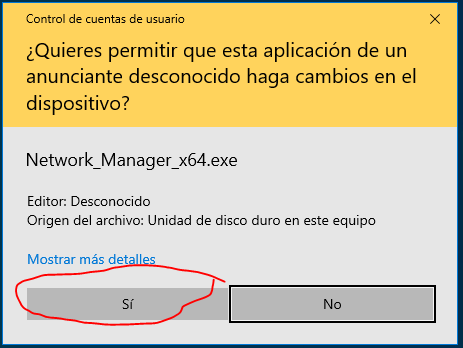 Control de cuentas de usuario
¿Quieres permitir que esta aplicación de un
anunciante desconocido haga cambios en el
dispositivo?
Network_Manager_x64.exe
Editor: Desconocido
Origen del archivo: Unidad de disco duro en este equipo
Mostrar más detalles
Sí
No